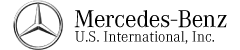 Mercedes-Benz
U.S. International, Inc.